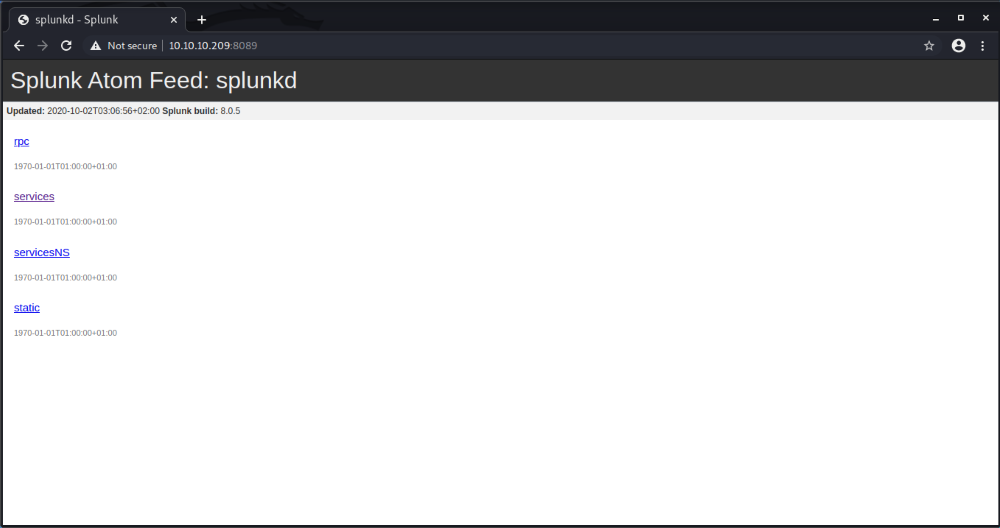 splunkd - Splunk
Not secure
10.10.10.209:8089
Splunk Atom Feed: splunkd
Updated: 2020-10-02T03:06:56+02:00 Splunk build: 8.0.5
rpc
1970-01-01T01:00:00+01:00
services
1970-01-01T01:00:00+01:00
servicesNS
1970-01-01T01:00:00+01:00
static
1970-01-01T01:00:00+01:00